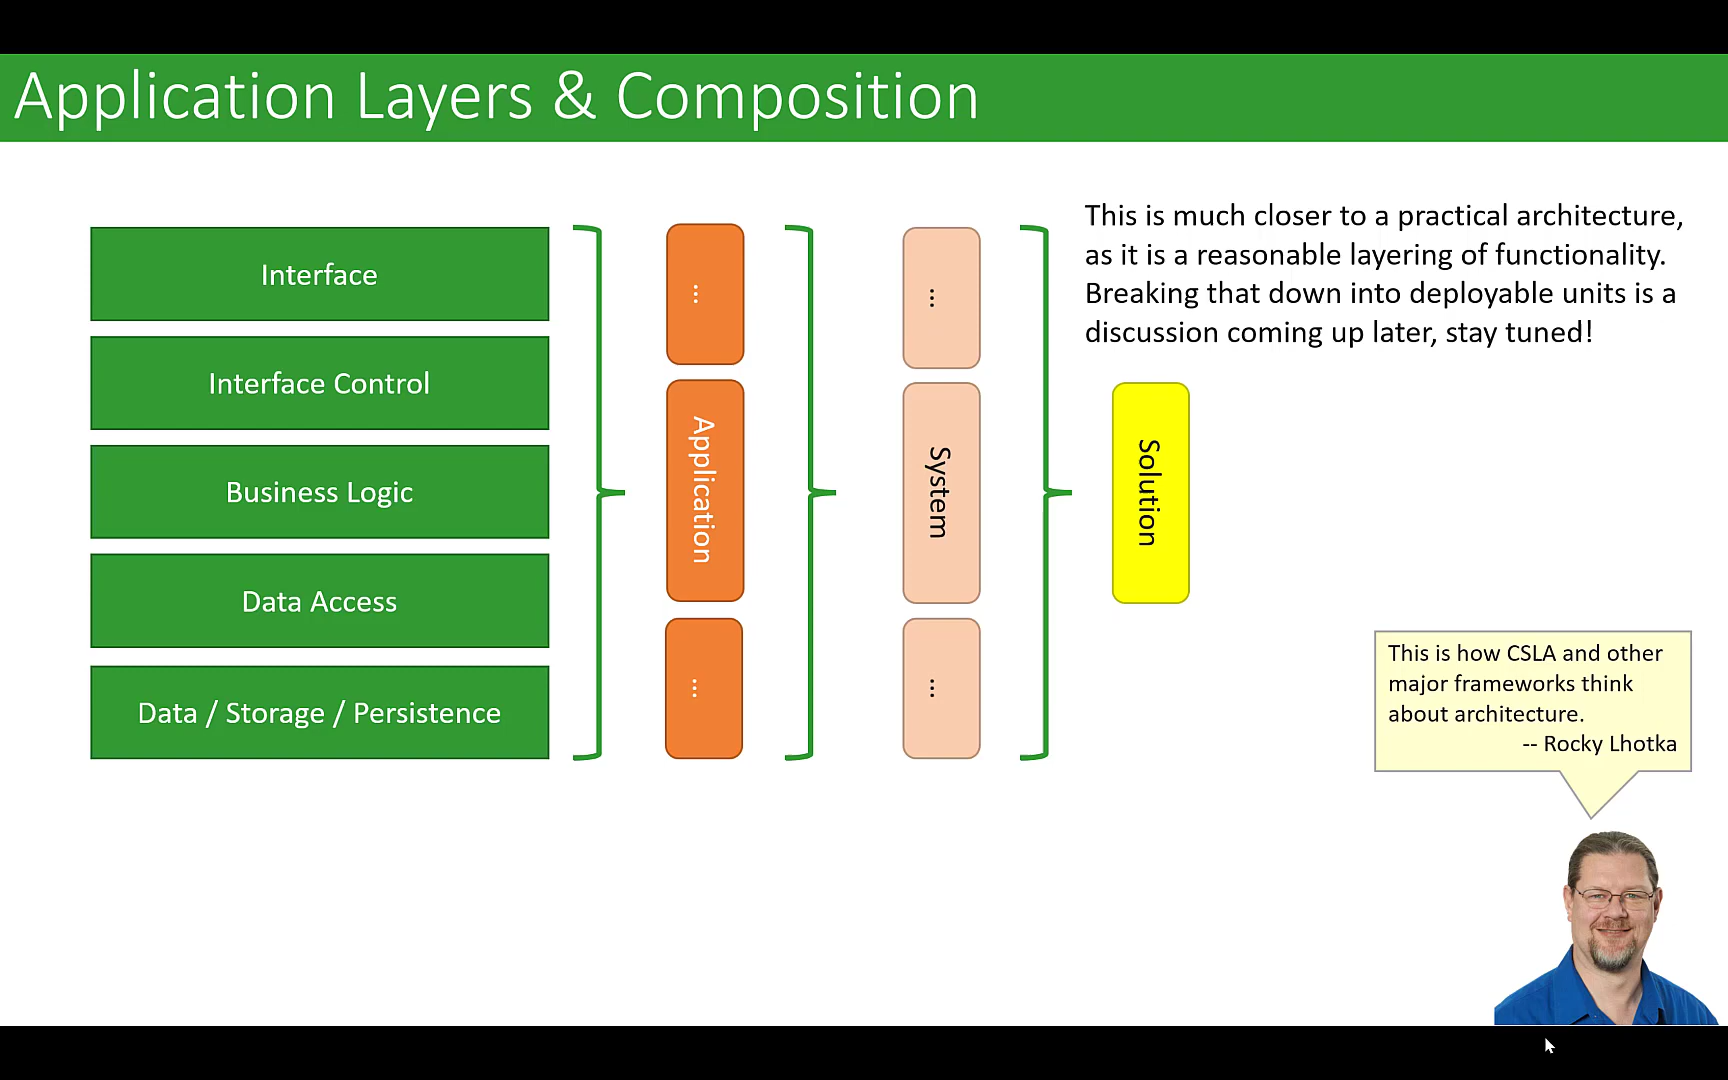 Application Layers & Composition
Interface
Interface Control
Business Logic
Data Access
Data / Storage / Persistence
...
Application
...
...
System
...
Solution
This is much closer to a practical architecture,
as it is a reasonable layering of functionality.
Breaking that down into deployable units is a
discussion coming up later, stay tuned!
This is how CSLA and other
major frameworks think
about architecture.
-- Rocky Lhotka